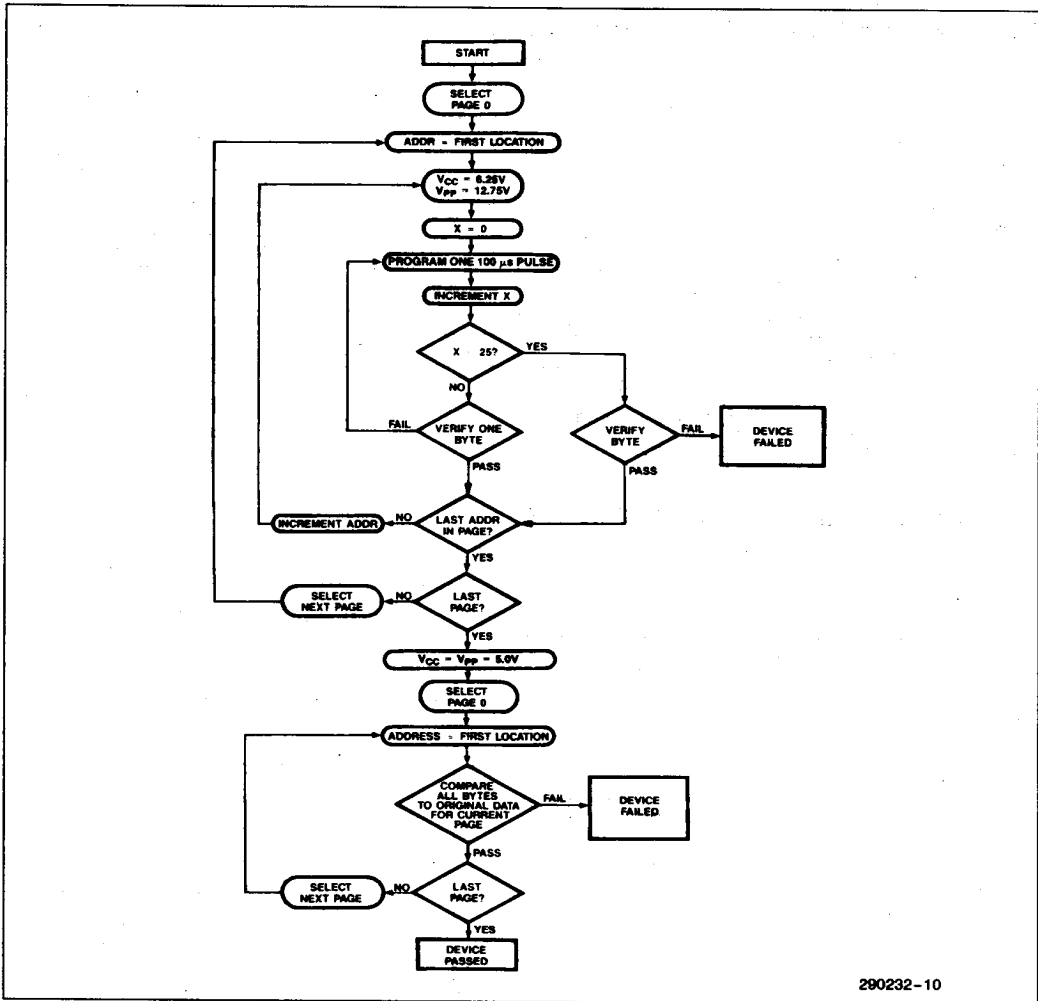 START
SELECT
PAGE 0
ADDR = FIRST LOCATION
VCC = 6.25V
VPP = 12.75V
X = 0
PROGRAM ONE 100 μs PULSE
INCREMENT X
X 25?
YES
NO
FAIL
VERIFY ONE
BYTE
VERIFY
BYTE
FAIL
DEVICE
FAILED
PASS
PASS
INCREMENT ADDR
NO
LAST ADDR
IN PAGE?
YES
SELECT
NEXT PAGE
NO
LAST
PAGE?
YES
VCC = VPP = 5.0V
SELECT
PAGE 0
ADDRESS = FIRST LOCATION
COMPARE
ALL BYTES
TO ORIGINAL DATA
FOR CURRENT
PAGE
FAIL
DEVICE
FAILED
PASS
SELECT
NEXT PAGE
NO
LAST
PAGE?
YES
DEVICE
PASSED
290232-10